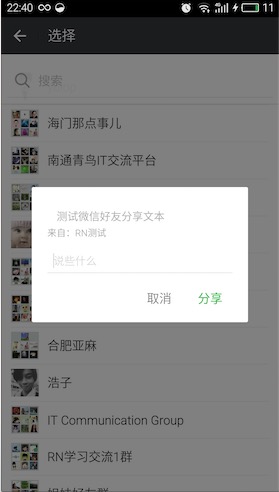 22:40
4G
11
选择
搜索
海门那点事儿
南通青鸟IT交流平台
测试微信好友分享文本
来自：RN测试
说些什么
取消
分享
合肥亚麻
浩子
IT Communication Group
RN学习交流1群